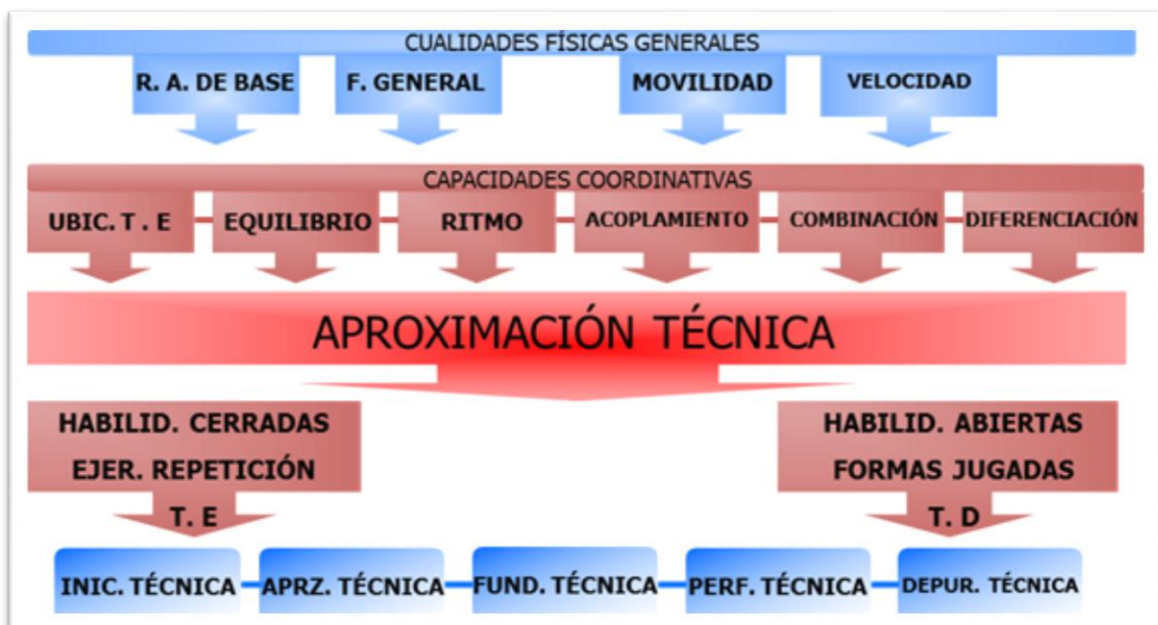 CUALIDADES FÍSICAS GENERALES
R. A. DE BASE
F. GENERAL
MOVILIDAD
VELOCIDAD
CAPACIDADES COORDINATIVAS
UBIC. T . E
EQUILIBRIO
RITMO
ACOPLAMIENTO
COMBINACIÓN
DIFERENCIACIÓN
APROXIMACIÓN TÉCNICA
HABILID. CERRADAS
EJER. REPETICIÓN
T. E
HABILID. ABIERTAS
FORMAS JUGADAS
T. D
INIC. TÉCNICA
APRZ. TÉCNICA
FUND. TÉCNICA
PERF. TÉCNICA
DEPUR. TÉCNICA